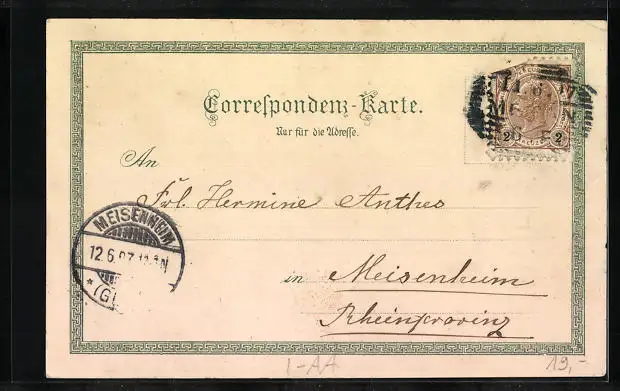 Correspondenz-Karte.
Nur für die Adresse.
An
Frl. Hermine Anthes
in Meisenheim
Rheinprovinz
MEISENHEIM
12.6.97
2 2
I-AA
19,-